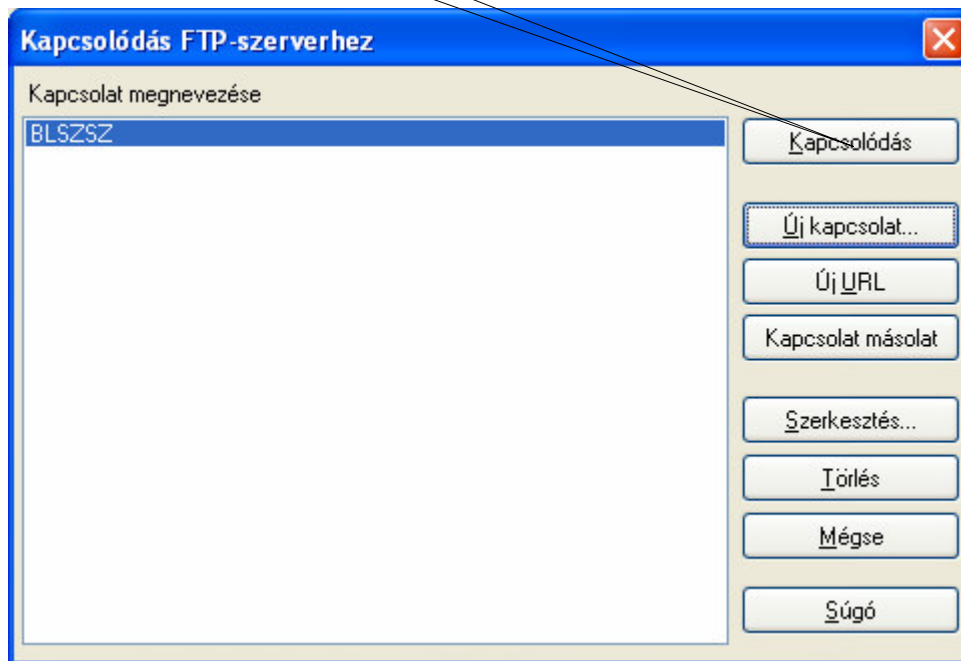 Kapcsolódás FTP-szerverhez
Kapcsolat megnevezése
BLSZSZ
Kapcsolódás
Új kapcsolat...
Új URL
Kapcsolat másolat
Szerkesztés...
Törlés
Mégse
Súgó